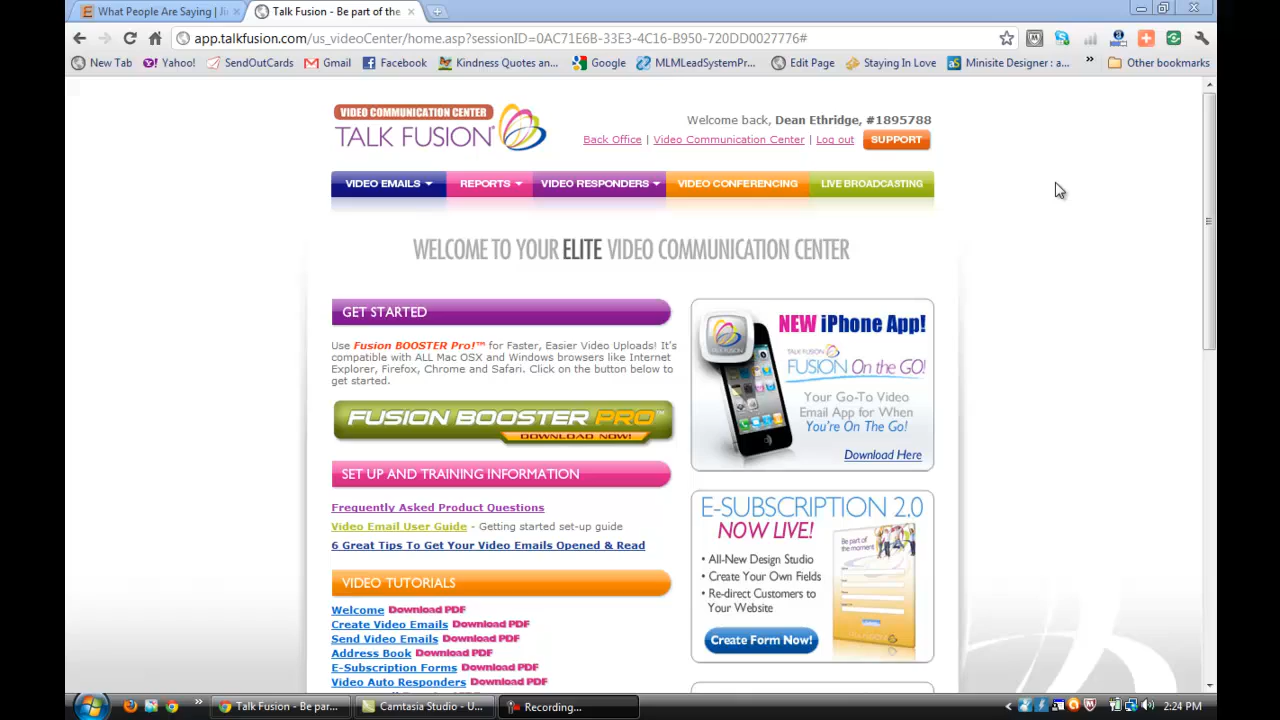 What People Are Saying | Ji
Talk Fusion - Be part of the
app.talkfusion.com/us_videoCenter/home.asp?sessionID=0AC71E6B-33E3-4C16-B950-720DD0027776#
New Tab
Yahoo!
SendOutCards
Gmail
Facebook
Kindness Quotes an...
Google
MLMLeadSystemPr...
Edit Page
Staying In Love
Minisite Designer : a...
»
Other bookmarks
VIDEO COMMUNICATION CENTER
TALK FUSION
Welcome back, Dean Ethridge, #1895788
Back Office | Video Communication Center | Log out
SUPPORT
VIDEO EMAILS
REPORTS
VIDEO RESPONDERS
VIDEO CONFERENCING
LIVE BROADCASTING
WELCOME TO YOUR ELITE VIDEO COMMUNICATION CENTER
GET STARTED
Use Fusion BOOSTER Pro!™ for Faster, Easier Video Uploads! It's
compatible with ALL Mac OSX and Windows browsers like Internet
Explorer, Firefox, Chrome and Safari. Click on the button below to
get started.
FUSION BOOSTER PRO™
DOWNLOAD NOW!
SET UP AND TRAINING INFORMATION
Frequently Asked Product Questions
Video Email User Guide - Getting started set-up guide
6 Great Tips To Get Your Video Emails Opened & Read
VIDEO TUTORIALS
Welcome Download PDF
Create Video Emails Download PDF
Send Video Emails Download PDF
Address Book Download PDF
E-Subscription Forms Download PDF
Video Auto Responders Download PDF
NEW iPhone App!
TALK FUSION
FUSION On the GO!
Your Go-To Video
Email App for When
You're On The Go!
Download Here
E-SUBSCRIPTION 2.0
NOW LIVE!
• All-New Design Studio
• Create Your Own Fields
• Re-direct Customers to
Your Website
Create Form Now!
Be part of
the moment
»
Talk Fusion - Be par...
Camtasia Studio - U...
Recording...
2:24 PM